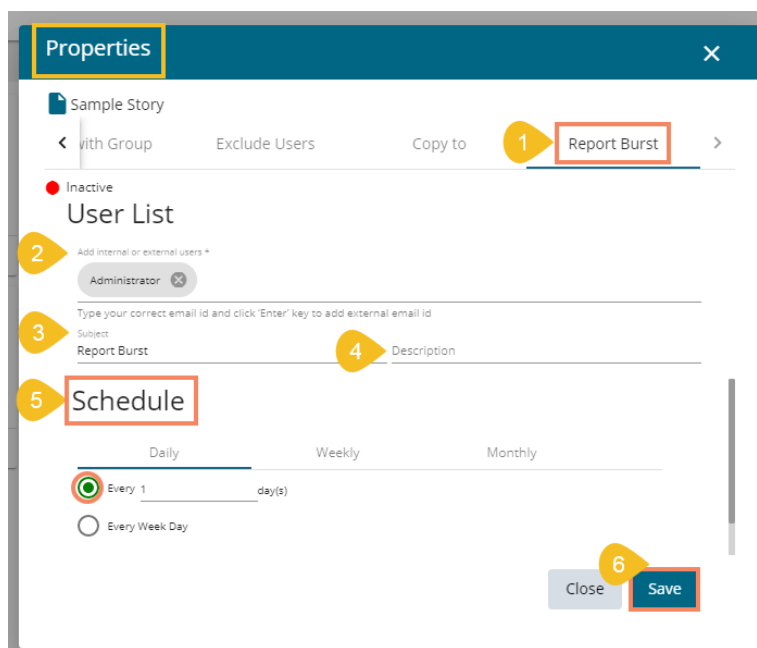 Properties
Sample Story
with Group Exclude Users Copy to 1 Report Burst
Inactive
User List
2 Add internal or external users *
Administrator
Type your correct email id and click 'Enter' key to add external email id
3 Subject
Report Burst 4 Description
5 Schedule
Daily Weekly Monthly
Every 1 day(s)
Every Week Day
6
Close Save